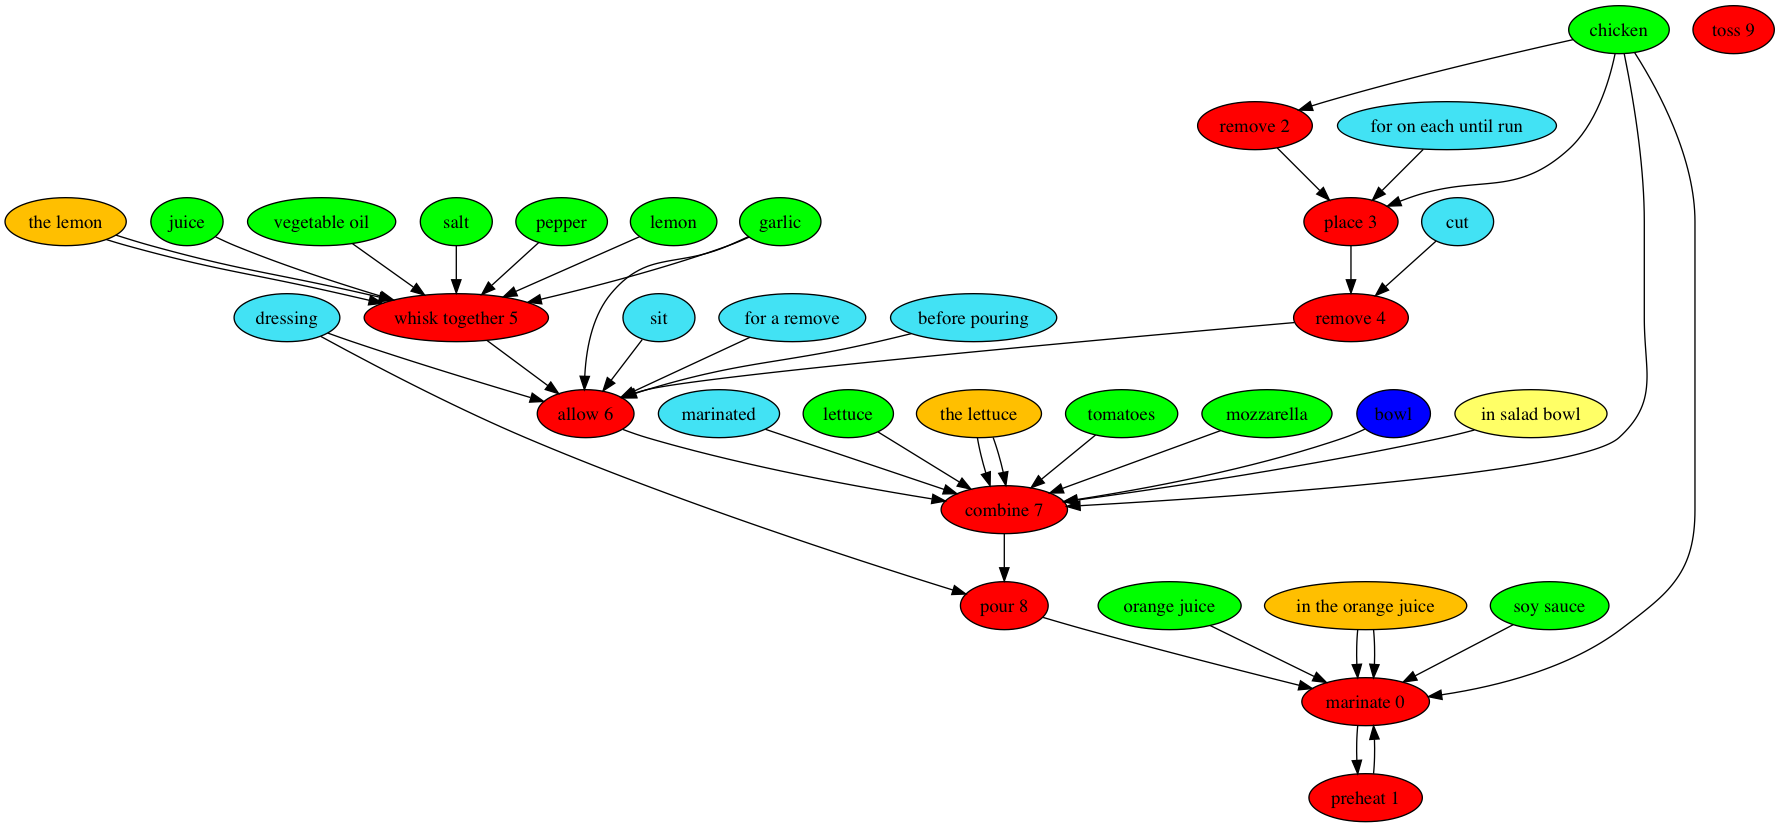 chicken
toss 9
remove 2
for on each until run
the lemon
juice
vegetable oil
salt
pepper
lemon
garlic
place 3
cut
dressing
whisk together 5
sit
for a remove
before pouring
remove 4
allow 6
marinated
lettuce
the lettuce
tomatoes
mozzarella
bowl
in salad bowl
combine 7
pour 8
orange juice
in the orange juice
soy sauce
marinate 0
preheat 1